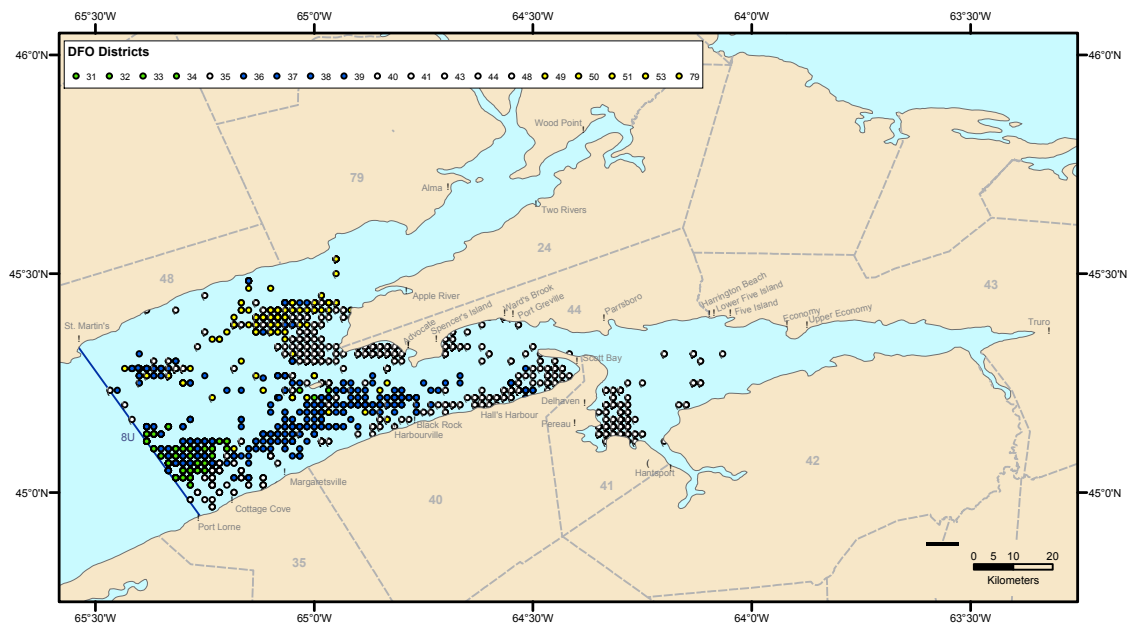 65°30'W 65°0'W 64°30'W 64°0'W 63°30'W
46°0'N 46°0'N
DFO Districts
31 32 33 34 35 36 37 38 39 40 41 43 44 48 49 50 51 53 79
Wood Point
79
Alma
Two Rivers
24
45°30'N 48 45°30'N
43
Apple River
Harrington Beach
Lower Five Island
Five Island
Ward's Brook
Port Greville
44
Parrsboro
Economy
Upper Economy
Spencer's Island
Advocate
St. Martin's
Truro
Scott Bay
Delhaven
Hall's Harbour
Black Rock
Pereau
8U
Harbourville
42
Hantsport
41
Margaretsville
45°0'N 40 45°0'N
Cottage Cove
Port Lorne
35
0 5 10 20
Kilometers
65°30'W 65°0'W 64°30'W 64°0'W 63°30'W